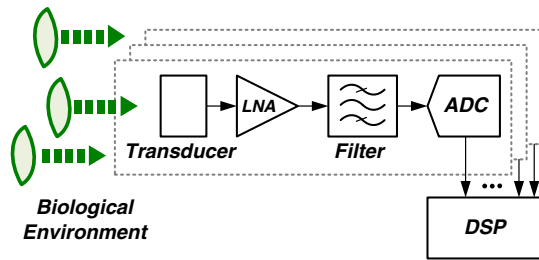 LNA
ADC
Transducer
Filter
...
Biological
Environment
DSP